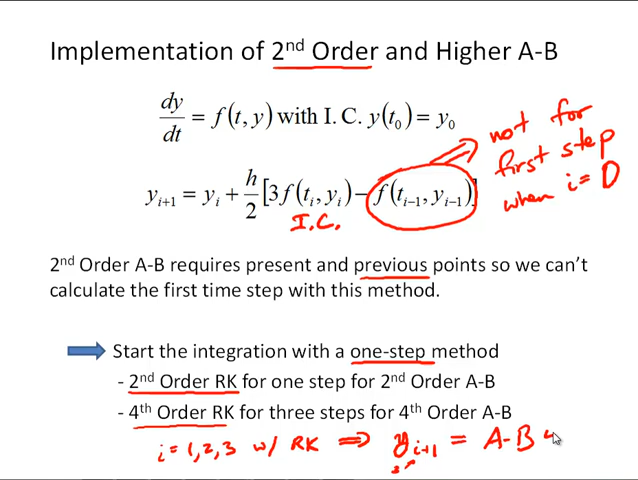 Implementation of 2nd Order and Higher A-B
dy/dt = f(t, y) with I. C. y(t₀) = y₀
not for
first step
when i = 0
yᵢ₊₁ = yᵢ + h/2 [3f(tᵢ, yᵢ) − f(tᵢ₋₁, yᵢ₋₁)]
I.C.
2nd Order A-B requires present and previous points so we can't
calculate the first time step with this method.
Start the integration with a one-step method
- 2nd Order RK for one step for 2nd Order A-B
- 4th Order RK for three steps for 4th Order A-B
i = 1, 2, 3 w/ RK ⇒ yᵢ₊₁ = A-B